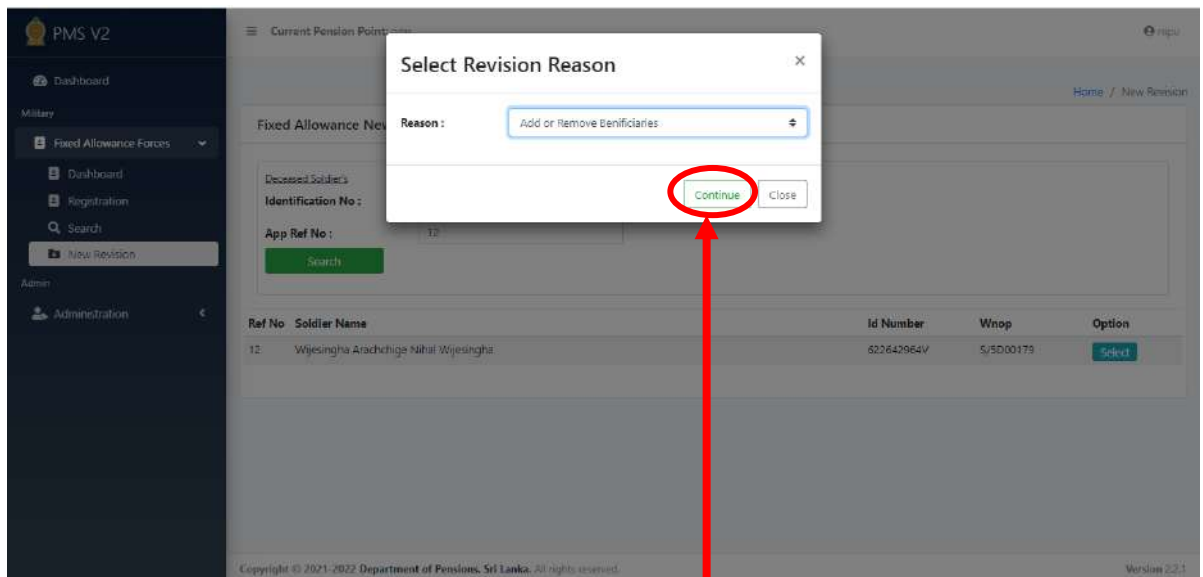 PMS V2
Current Pension Point:
Dashboard
Home / New Revision
Military
Fixed Allowance Forces
Dashboard
Registration
Search
New Revision
Admin
Administration
Select Revision Reason
×
Reason :
Add or Remove Benificiaries
Continue
Close
Fixed Allowance Nev
Deceased Soldier's
Identification No :
App Ref No :
12
Search
Ref No Soldier Name Id Number Wnop Option
12 Wijesingha Arachchige Nihal Wijesingha 622642964V S/5D00179 Select
Copyright © 2021-2022 Department of Pensions, Sri Lanka. All rights reserved.
Version 2.2.1